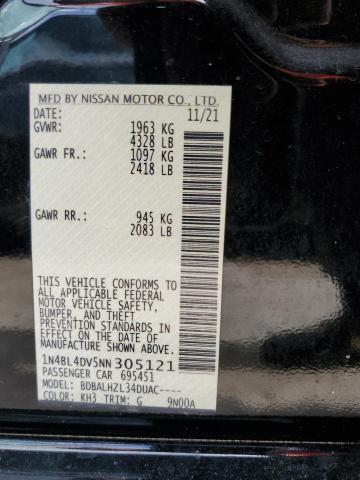 MFD BY NISSAN MOTOR CO., LTD.
DATE: 11/21
GVWR: 1963 KG
4328 LB
GAWR FR.: 1097 KG
2418 LB
GAWR RR.: 945 KG
2083 LB
THIS VEHICLE CONFORMS TO ALL
APPLICABLE FEDERAL
MOTOR VEHICLE SAFETY,
BUMPER, AND THEFT
PREVENTION STANDARDS IN
EFFECT ON THE DATE OF
MANUFACTURE SHOWN ABOVE.
1N4BL4DV5NN305121
PASSENGER CAR 695451
MODEL: BDBALHZL34DUAC----
COLOR: KH3 TRIM: G 9N00A